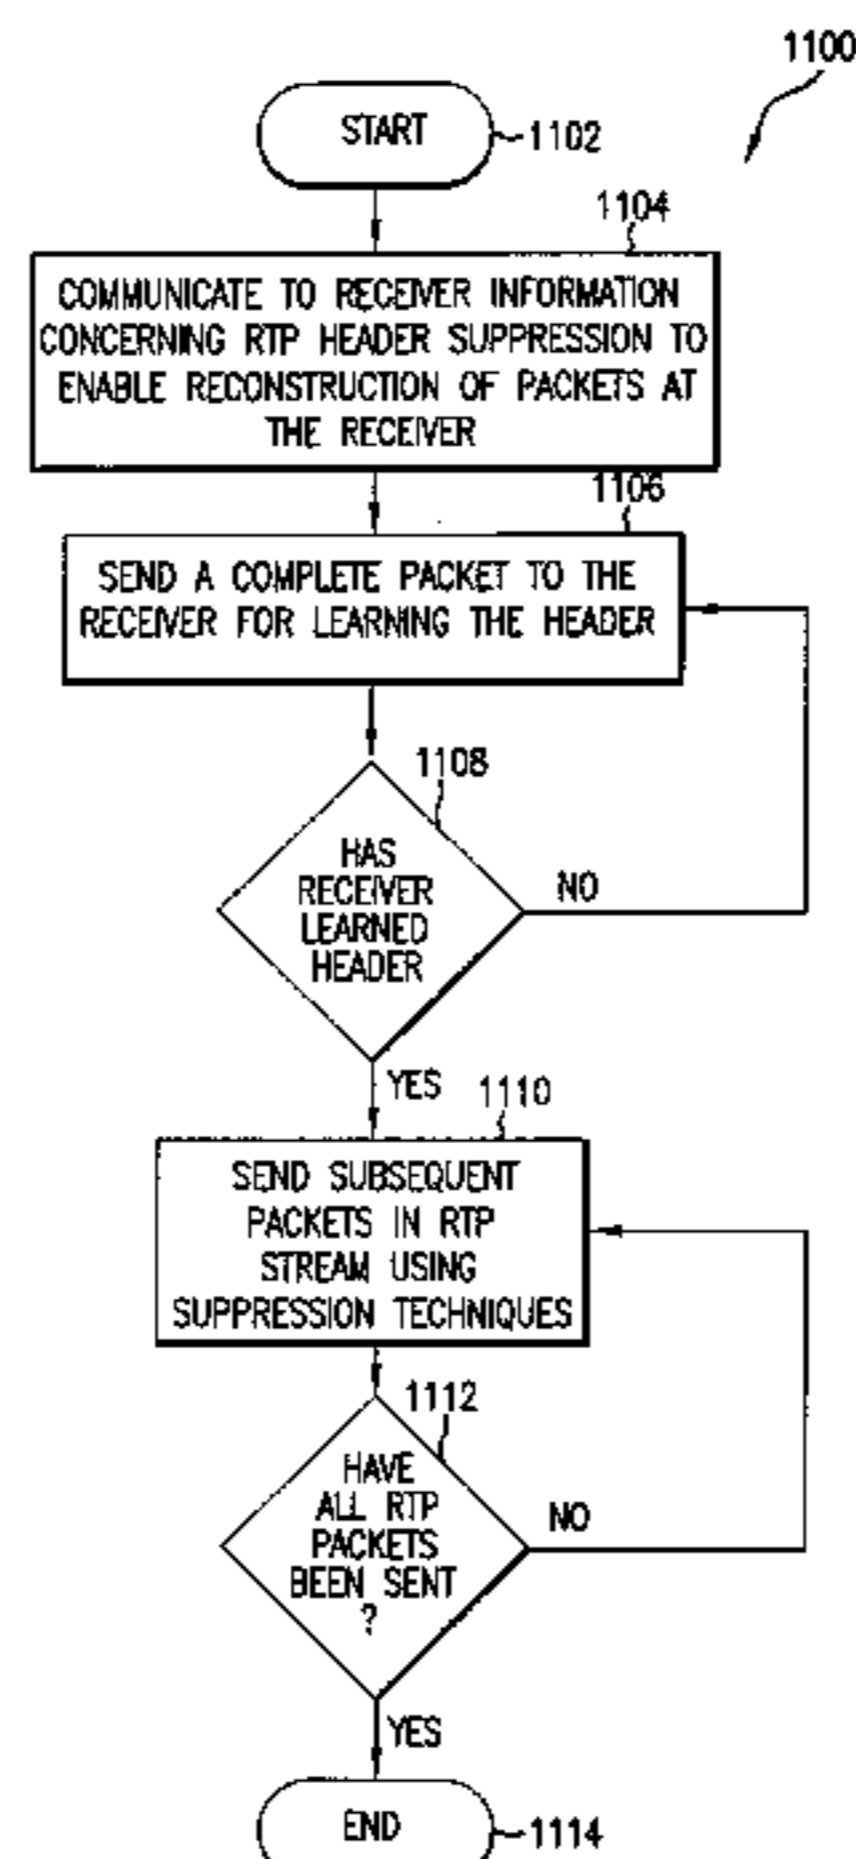 1100
START
1102
1104
COMMUNICATE TO RECEIVER INFORMATION
CONCERNING RTP HEADER SUPPRESSION TO
ENABLE RECONSTRUCTION OF PACKETS AT
THE RECEIVER
1106
SEND A COMPLETE PACKET TO THE
RECEIVER FOR LEARNING THE HEADER
1108
HAS
RECEIVER
LEARNED
HEADER
NO
YES
1110
SEND SUBSEQUENT
PACKETS IN RTP
STREAM USING
SUPPRESSION TECHNIQUES
1112
HAVE
ALL RTP
PACKETS
BEEN SENT
?
NO
YES
END
1114